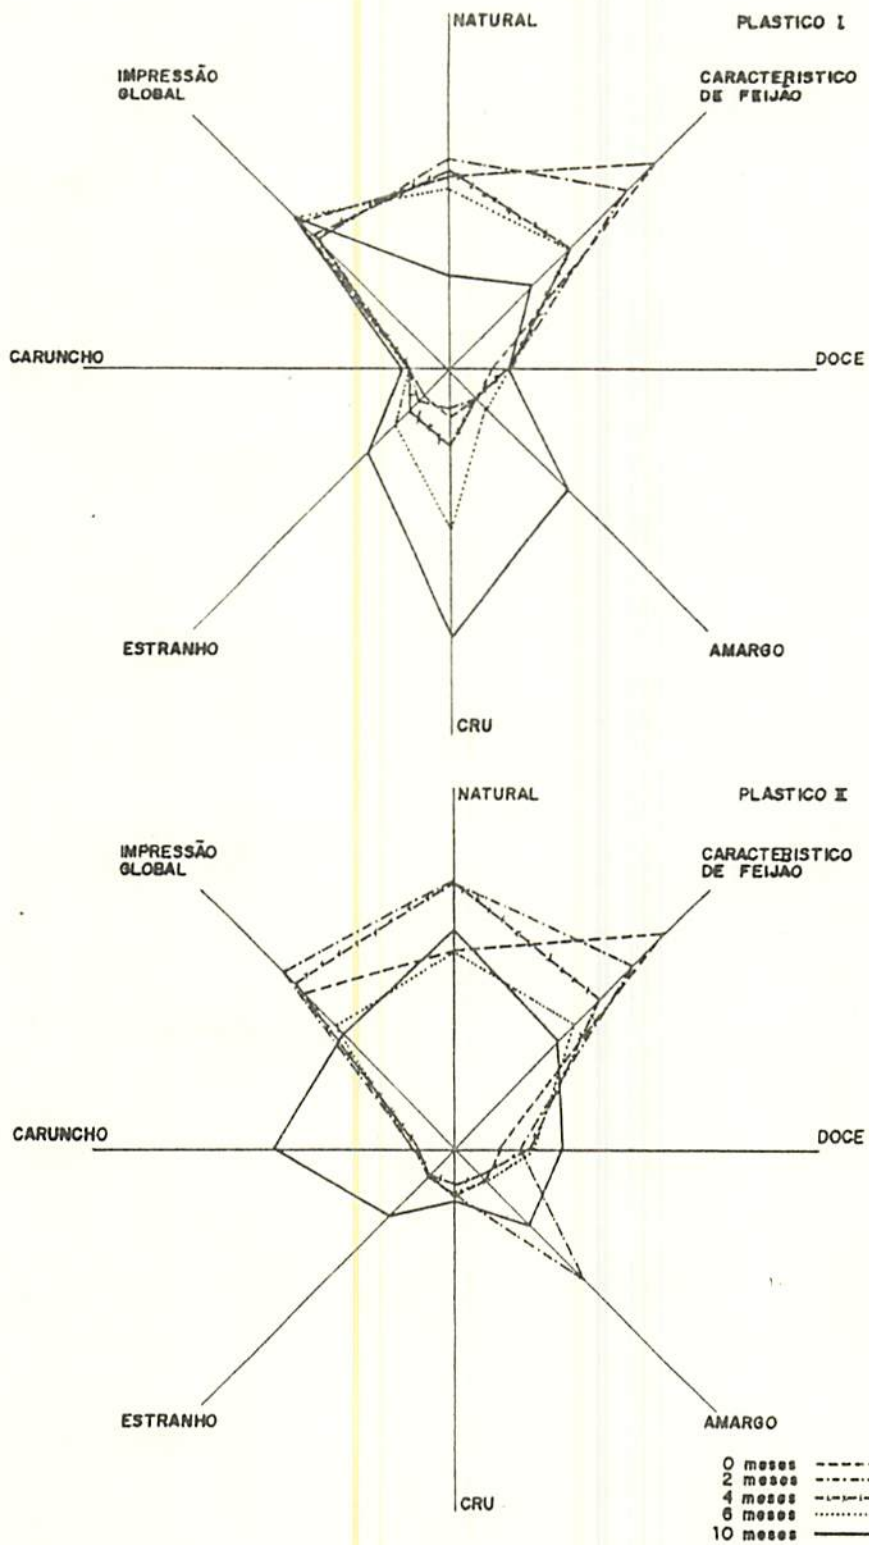 NATURAL
PLASTICO I
IMPRESSÃO
GLOBAL
CARACTERISTICO
DE FEIJÃO
CARUNCHO
DOCE
ESTRANHO
AMARGO
CRU
NATURAL
PLASTICO II
IMPRESSÃO
GLOBAL
CARACTERISTICO
DE FEIJAO
CARUNCHO
DOCE
ESTRANHO
AMARGO
CRU
0 meses
2 meses
4 meses
6 meses
10 meses